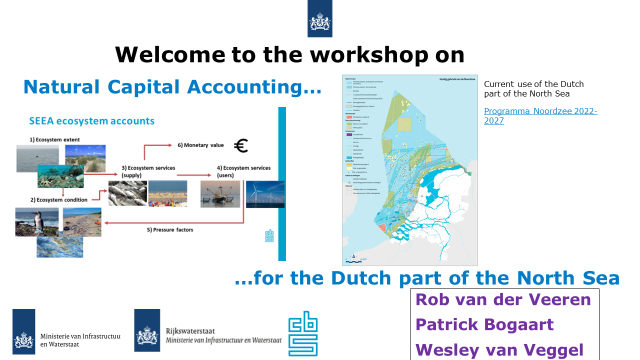 Welcome to the workshop on
Natural Capital Accounting...
SEEA ecosystem accounts
1) Ecosystem extent
6) Monetary value
€
3) Ecosystem services
(supply)
4) Ecosystem services
(users)
2) Ecosystem condition
5) Pressure factors
Current use of the Dutch
part of the North Sea
Programma Noordzee 2022-
2027
...for the Dutch part of the North Sea
Rob van der Veeren
Patrick Bogaart
Wesley van Veggel
Ministerie van Infrastructuur
en Waterstaat
Rijkswaterstaat
Ministerie van Infrastructuur en Waterstaat
cbs